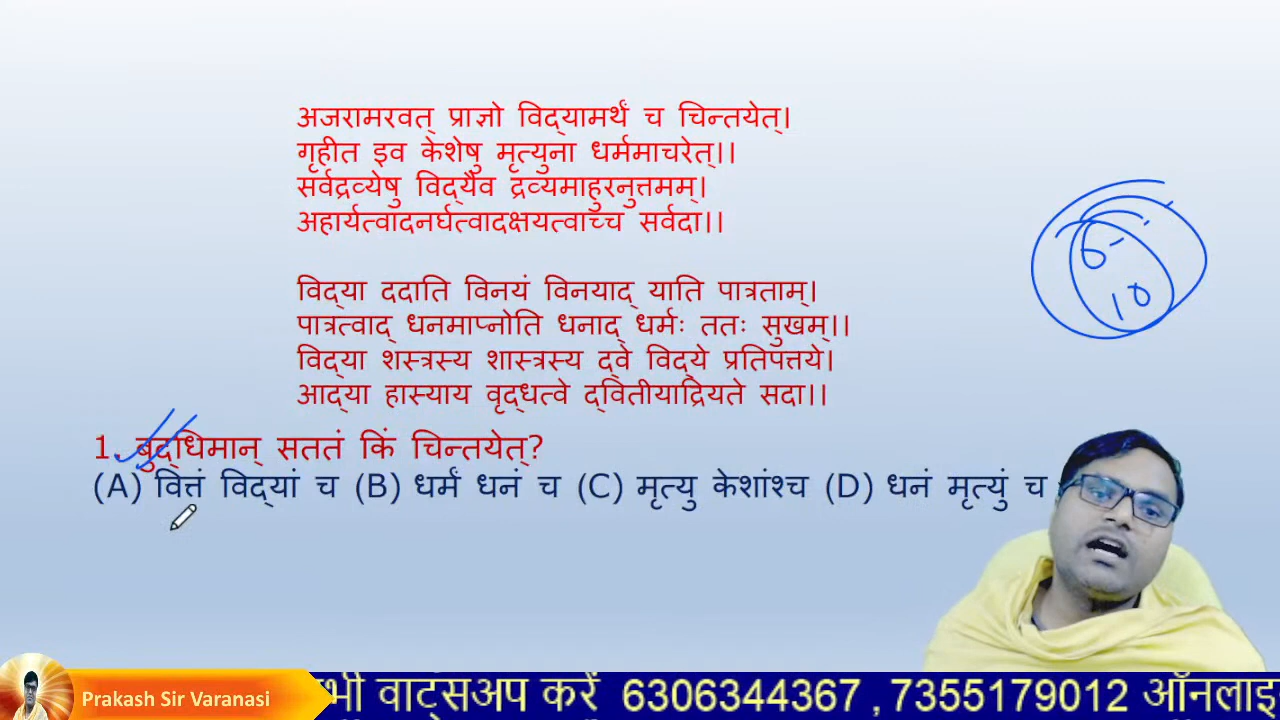 अजरामरवत् प्राज्ञो विद्यामर्थं च चिन्तयेत्।
गृहीत इव केशेषु मृत्युना धर्ममाचरेत्।।
सर्वद्रव्येषु विद्यैव द्रव्यमाहुरनुत्तमम्।
अहार्यत्वादनर्घत्वादक्षयत्वाच्च सर्वदा।।
विद्या ददाति विनयं विनयाद् याति पात्रताम्।
पात्रत्वाद् धनमाप्नोति धनाद् धर्मः ततः सुखम्।।
विद्या शस्त्रस्य शास्त्रस्य द्वे विद्ये प्रतिपत्तये।
आद्या हास्याय वृद्धत्वे द्वितीयाद्रियते सदा।।
6-
10
1. बुद्धिमान् सततं किं चिन्तयेत्?
(A) वित्तं विद्यां च (B) धर्मं धनं च (C) मृत्यु केशांश्च (D) धनं मृत्युं च
Prakash Sir Varanasi
भी वाट्सअप करें 6306344367 , 7355179012 ऑनलाइ